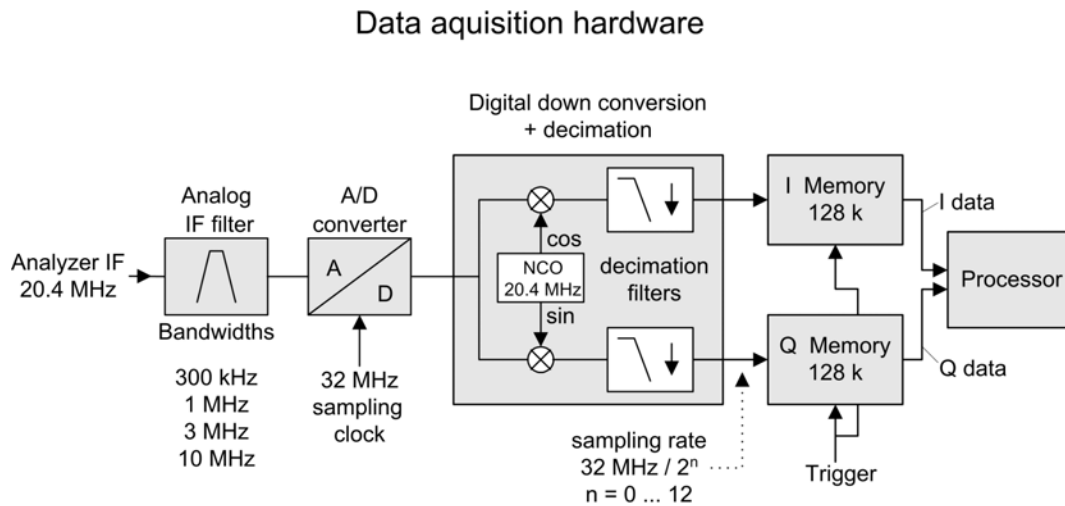 Data aquisition hardware
Digital down conversion
+ decimation
Analog
IF filter
A/D
converter
Analyzer IF
20.4 MHz
A
D
Bandwidths
300 kHz
1 MHz
3 MHz
10 MHz
32 MHz
sampling
clock
cos
NCO
20.4 MHz
sin
decimation
filters
I Memory
128 k
I data
Processor
Q Memory
128 k
Q data
sampling rate
32 MHz / 2ⁿ
n = 0 ... 12
Trigger